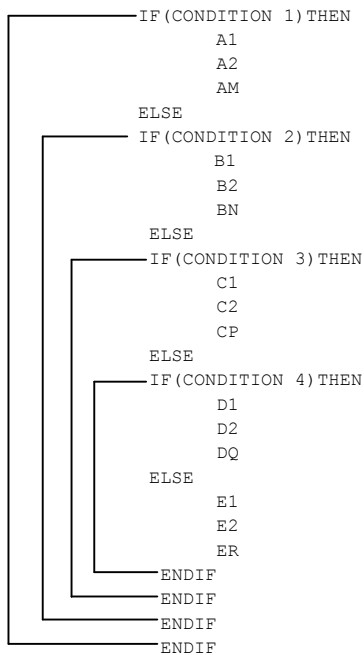 IF(CONDITION 1)THEN
A1
A2
AM
ELSE
IF(CONDITION 2)THEN
B1
B2
BN
ELSE
IF(CONDITION 3)THEN
C1
C2
CP
ELSE
IF(CONDITION 4)THEN
D1
D2
DQ
ELSE
E1
E2
ER
ENDIF
ENDIF
ENDIF
ENDIF